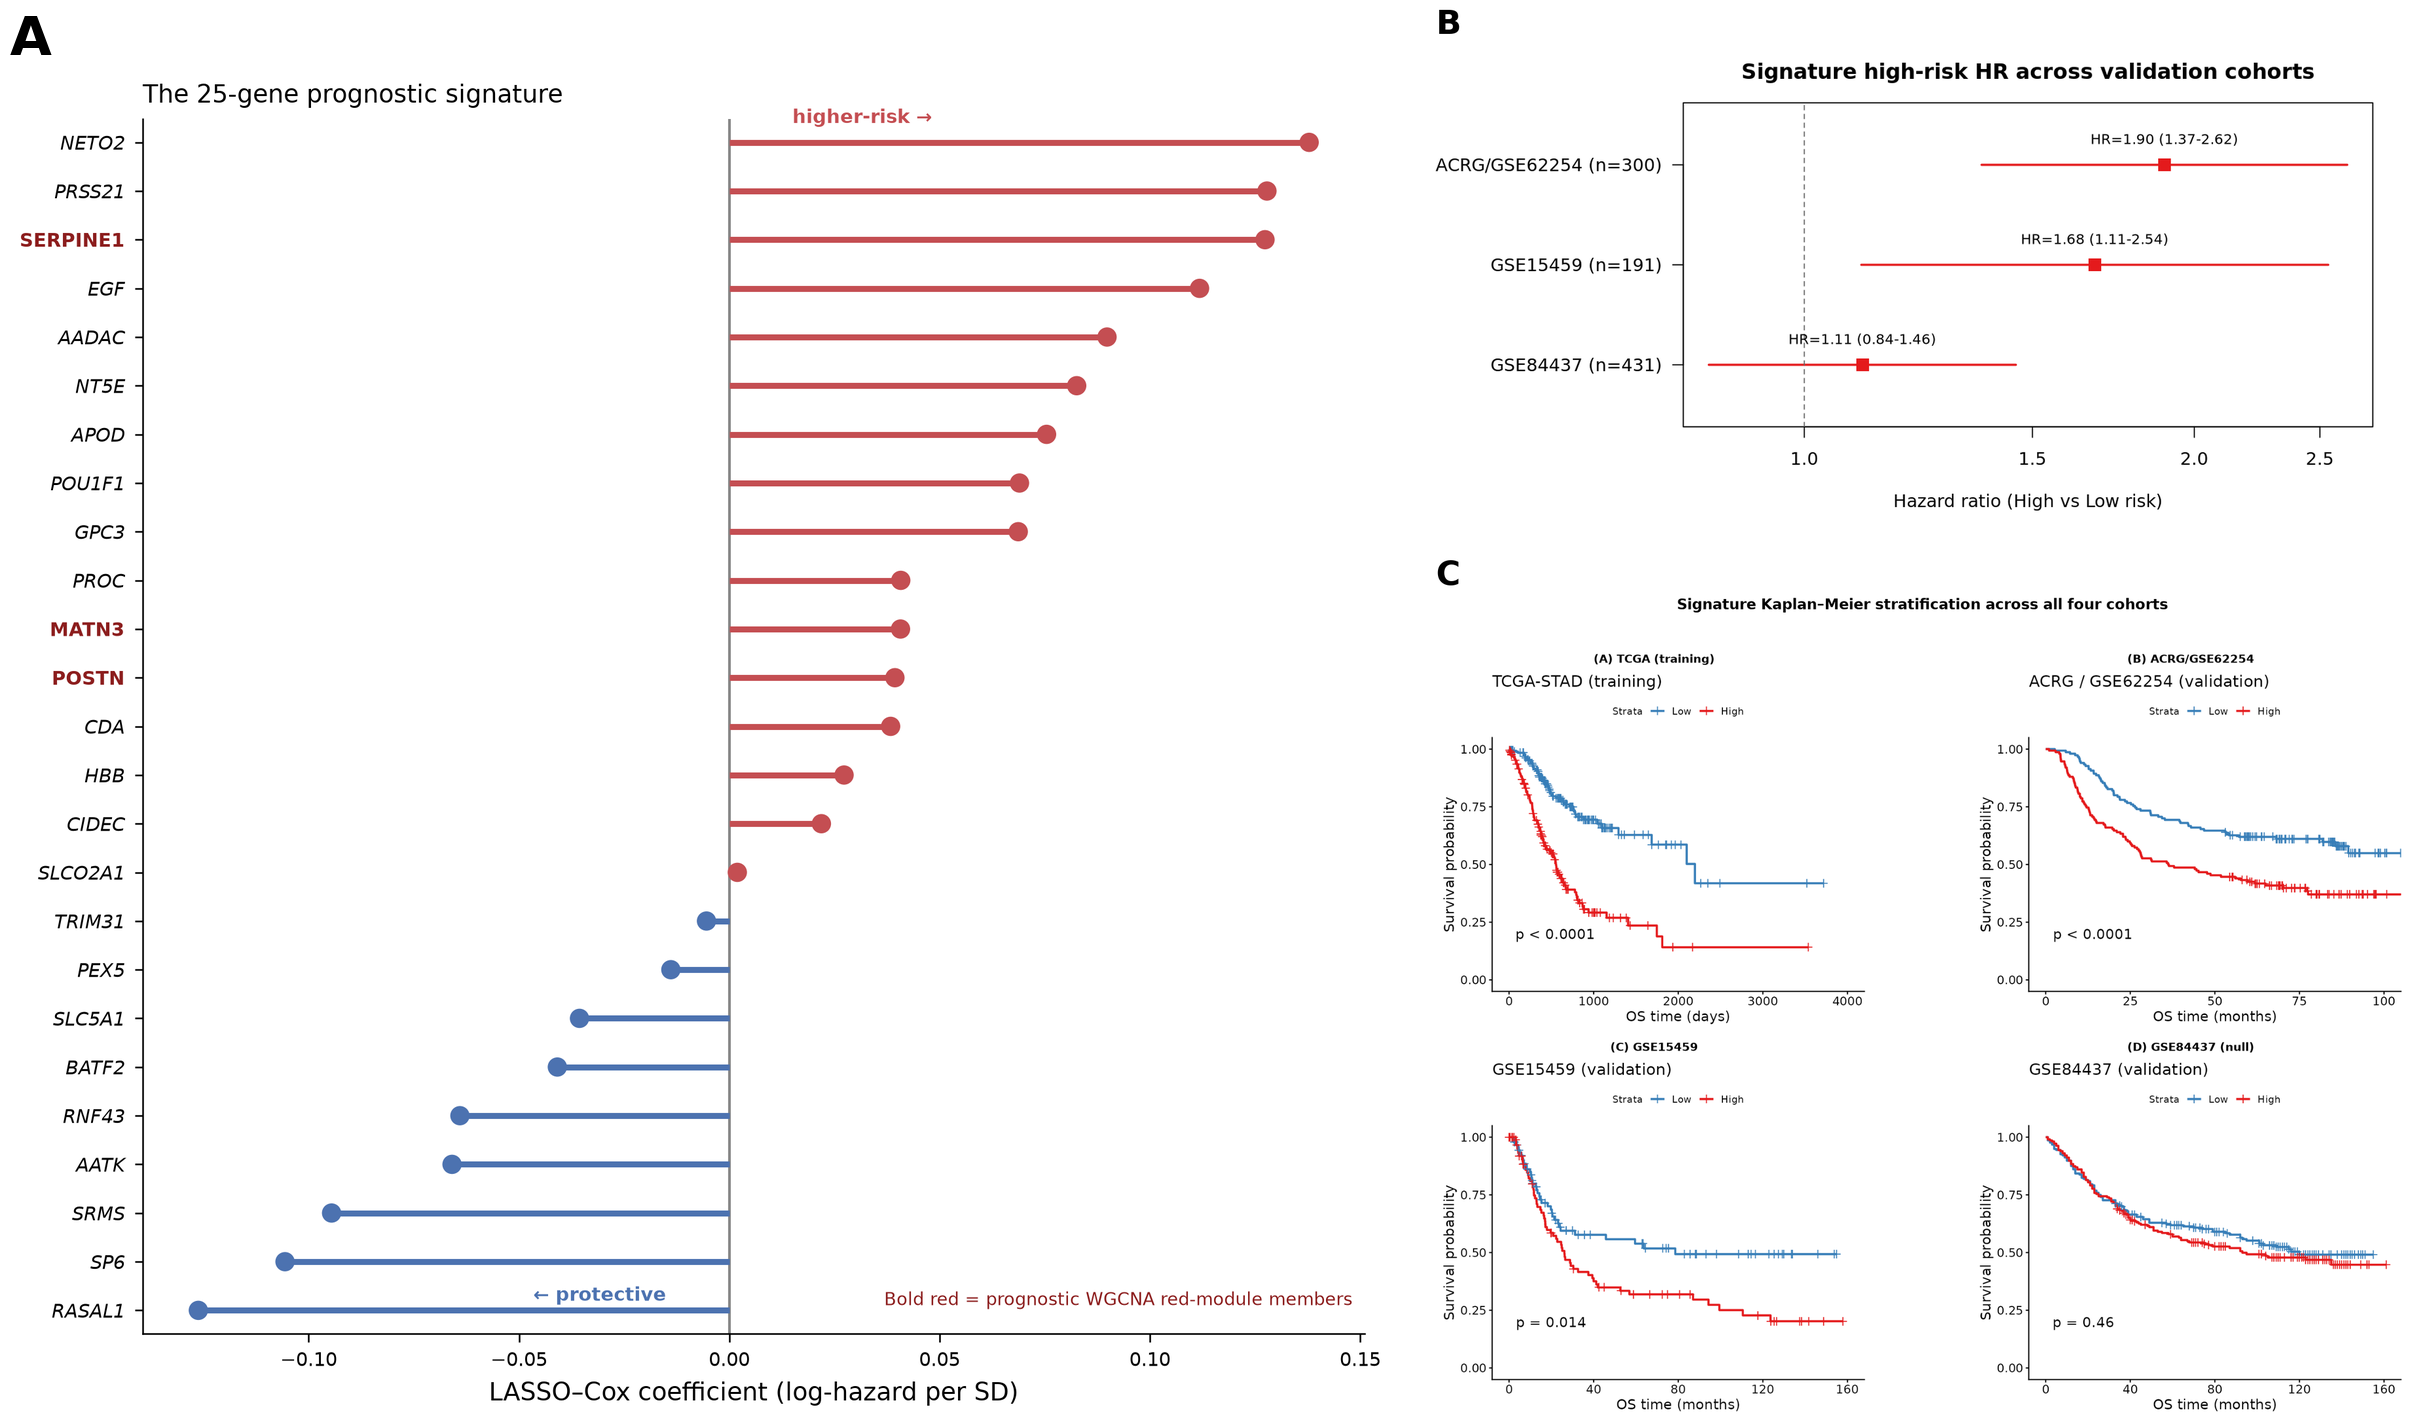 A
The 25-gene prognostic signature
higher-risk →
NETO2
PRSS21
SERPINE1
EGF
AADAC
NT5E
APOD
POU1F1
GPC3
PROC
MATN3
POSTN
CDA
HBB
CIDEC
SLCO2A1
TRIM31
PEX5
SLC5A1
BATF2
RNF43
AATK
SRMS
SP6
RASAL1
← protective
Bold red = prognostic WGCNA red-module members
−0.10 −0.05 0.00 0.05 0.10 0.15
LASSO–Cox coefficient (log-hazard per SD)
B
Signature high-risk HR across validation cohorts
HR=1.90 (1.37-2.62)
ACRG/GSE62254 (n=300)
HR=1.68 (1.11-2.54)
GSE15459 (n=191)
HR=1.11 (0.84-1.46)
GSE84437 (n=431)
1.0 1.5 2.0 2.5
Hazard ratio (High vs Low risk)
C
Signature Kaplan–Meier stratification across all four cohorts
(A) TCGA (training)
TCGA-STAD (training)
Strata Low High
1.00
0.75
0.50
0.25
0.00
Survival probability
p < 0.0001
0 1000 2000 3000 4000
OS time (days)
(B) ACRG/GSE62254
ACRG / GSE62254 (validation)
Strata Low High
1.00
0.75
0.50
0.25
0.00
Survival probability
p < 0.0001
0 25 50 75 100
OS time (months)
(C) GSE15459
GSE15459 (validation)
Strata Low High
1.00
0.75
0.50
0.25
0.00
Survival probability
p = 0.014
0 40 80 120 160
OS time (months)
(D) GSE84437 (null)
GSE84437 (validation)
Strata Low High
1.00
0.75
0.50
0.25
0.00
Survival probability
p = 0.46
0 40 80 120 160
OS time (months)